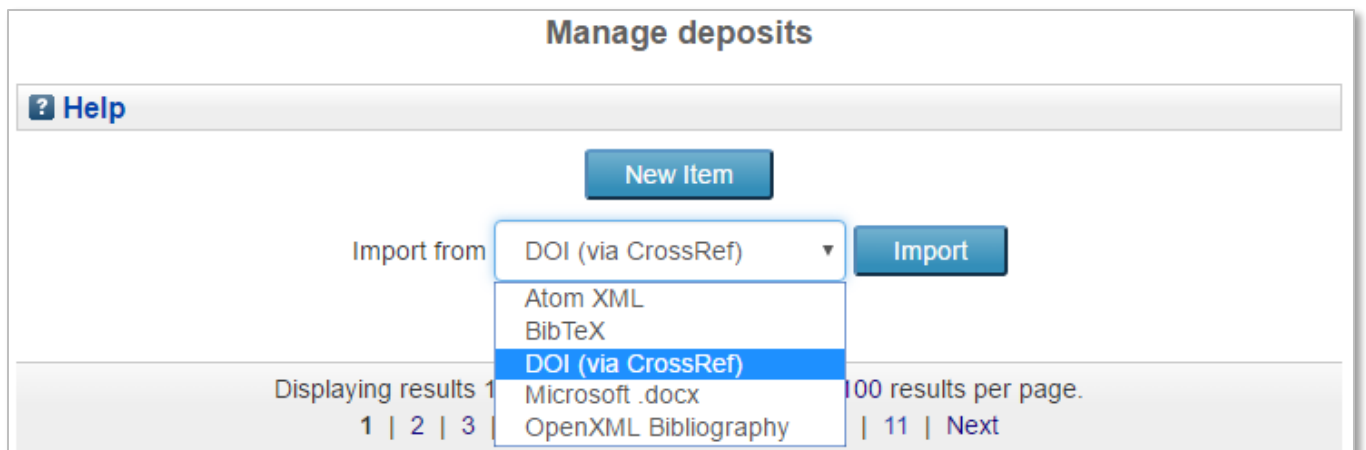 Manage deposits
? Help
New Item
Import from DOI (via CrossRef) ▼ Import
Atom XML
BibTeX
DOI (via CrossRef)
Microsoft .docx
OpenXML Bibliography
Displaying results 1 100 results per page.
1 | 2 | 3 | | 11 | Next